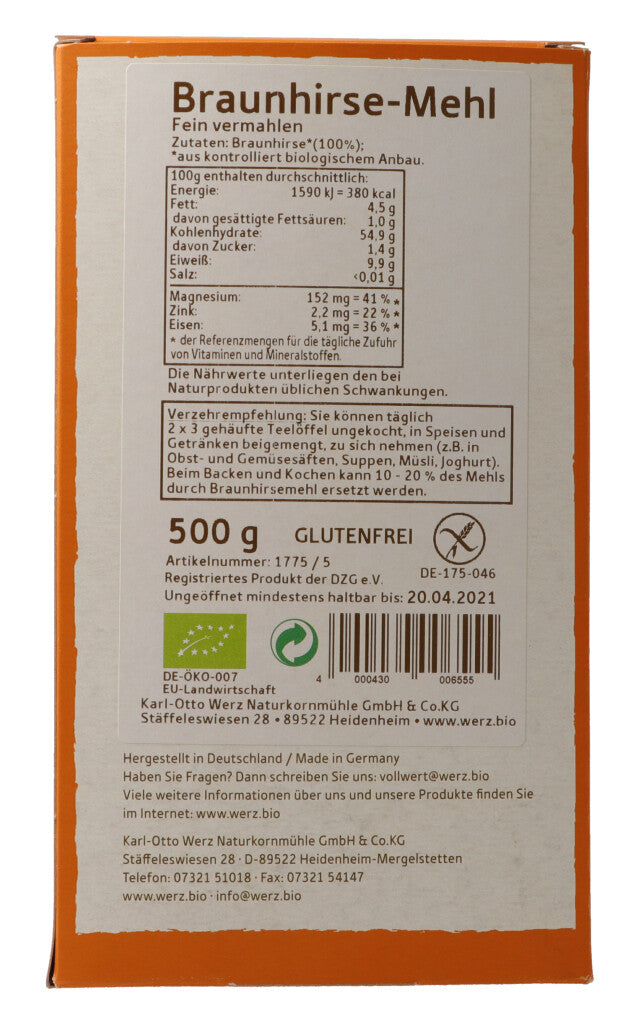 Braunhirse-Mehl
Fein vermahlen
Zutaten: Braunhirse*(100%);
*aus kontrolliert biologischem Anbau.
100g enthalten durchschnittlich:
Energie: 1590 kJ = 380 kcal
Fett: 4,5 g
davon gesättigte Fettsäuren: 1,0 g
Kohlenhydrate: 54,9 g
davon Zucker: 1,4 g
Eiweiß: 9,9 g
Salz: <0,01 g
Magnesium: 152 mg = 41 % *
Zink: 2,2 mg = 22 % *
Eisen: 5,1 mg = 36 % *
* der Referenzmengen für die tägliche Zufuhr
von Vitaminen und Mineralstoffen.
Die Nährwerte unterliegen den bei
Naturprodukten üblichen Schwankungen.
Verzehrempfehlung: Sie können täglich
2 x 3 gehäufte Teelöffel ungekocht, in Speisen und
Getränken beigemengt, zu sich nehmen (z.B. in
Obst- und Gemüsesäften, Suppen, Müsli, Joghurt).
Beim Backen und Kochen kann 10 - 20 % des Mehls
durch Braunhirsemehl ersetzt werden.
500 g GLUTENFREI
Artikelnummer: 1775 / 5
Registriertes Produkt der DZG e.V. DE-175-046
Ungeöffnet mindestens haltbar bis: 20.04.2021
DE-ÖKO-007
EU-Landwirtschaft
4 000430 006555
Karl-Otto Werz Naturkornmühle GmbH & Co.KG
Stäffeleswiesen 28 • 89522 Heidenheim • www.werz.bio
Hergestellt in Deutschland / Made in Germany
Haben Sie Fragen? Dann schreiben Sie uns: vollwert@werz.bio
Viele weitere Informationen über uns und unsere Produkte finden Sie
im Internet: www.werz.bio
Karl-Otto Werz Naturkornmühle GmbH & Co.KG
Stäffeleswiesen 28 · D-89522 Heidenheim-Mergelstetten
Telefon: 07321 51018 · Fax: 07321 54147
www.werz.bio · info@werz.bio